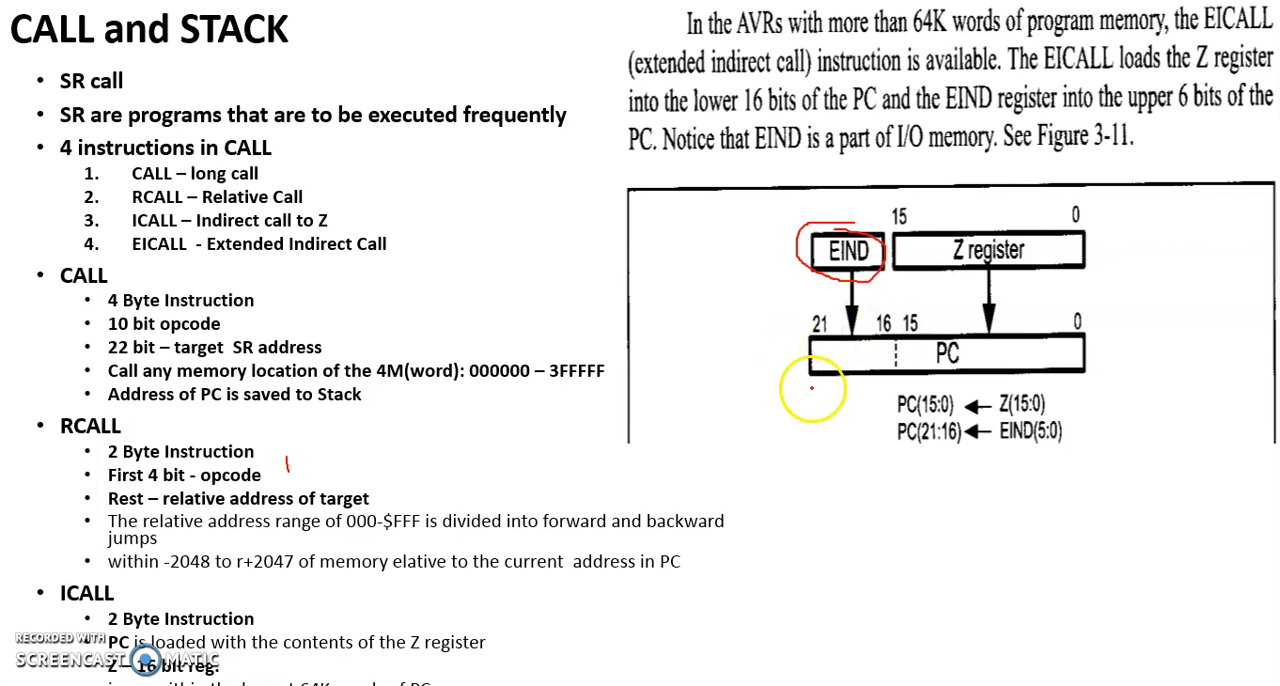 CALL and STACK
• SR call
• SR are programs that are to be executed frequently
• 4 instructions in CALL
1. CALL – long call
2. RCALL – Relative Call
3. ICALL – Indirect call to Z
4. EICALL - Extended Indirect Call
• CALL
• 4 Byte Instruction
• 10 bit opcode
• 22 bit – target SR address
• Call any memory location of the 4M(word): 000000 – 3FFFFF
• Address of PC is saved to Stack
• RCALL
• 2 Byte Instruction
• First 4 bit - opcode
• Rest – relative address of target
• The relative address range of 000-$FFF is divided into forward and backward
jumps
• within -2048 to r+2047 of memory elative to the current address in PC
• ICALL
• 2 Byte Instruction
PC is loaded with the contents of the Z register
Z – 16 bit reg.
RECORDED WITH
SCREENCAST MATIC
In the AVRs with more than 64K words of program memory, the EICALL
(extended indirect call) instruction is available. The EICALL loads the Z register
into the lower 16 bits of the PC and the EIND register into the upper 6 bits of the
PC. Notice that EIND is a part of I/O memory. See Figure 3-11.
15 0
EIND Z register
21 16 15 0
PC
PC(15:0) ← Z(15:0)
PC(21:16) ← EIND(5:0)